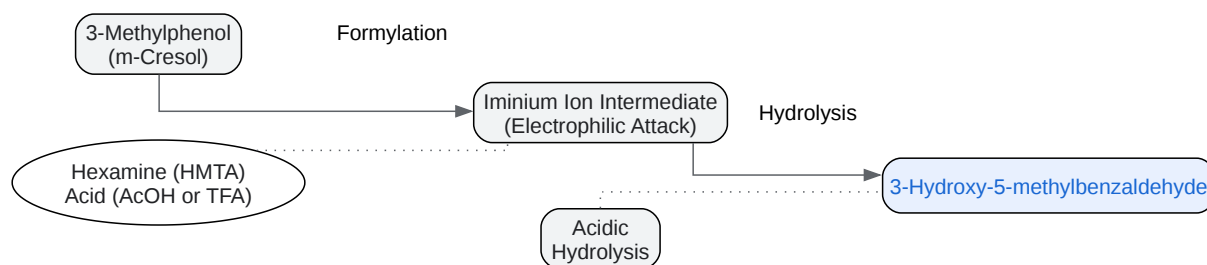 3-Methylphenol
(m-Cresol)
Formylation
Iminium Ion Intermediate
(Electrophilic Attack)
Hydrolysis
Hexamine (HMTA)
Acid (AcOH or TFA)
3-Hydroxy-5-methylbenzaldehyde
Acidic
Hydrolysis